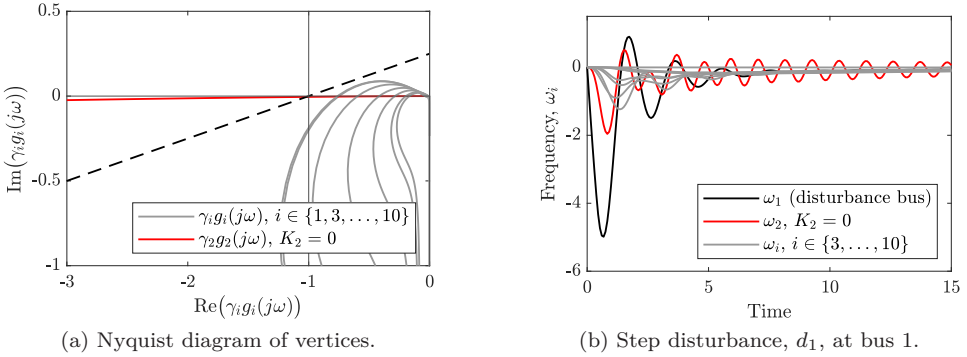 0.5
0
-0.5
-1
Im(γᵢgᵢ(jω))
-3
-2
-1
0
Re(γᵢgᵢ(jω))
γᵢgᵢ(jω), i ∈ {1, 3, . . . , 10}
γ₂g₂(jω), K₂ = 0
(a) Nyquist diagram of vertices.
0
-2
-4
-6
Frequency, ωᵢ
0
5
10
15
Time
ω₁ (disturbance bus)
ω₂, K₂ = 0
ωᵢ, i ∈ {3, . . . , 10}
(b) Step disturbance, d₁, at bus 1.